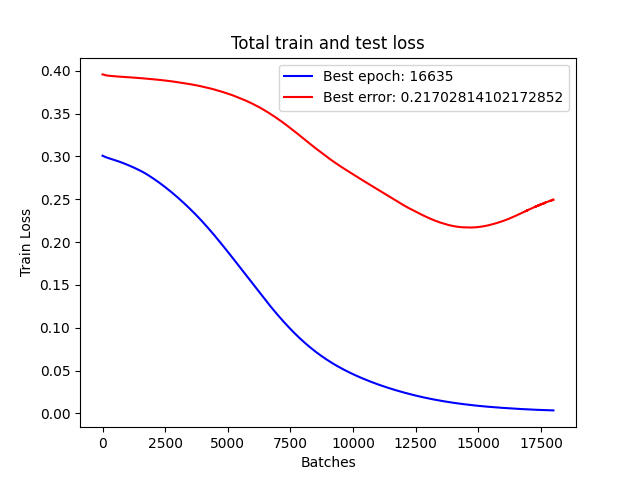 Total train and test loss
Best epoch: 16635
Best error: 0.21702814102172852
Train Loss
0.40
0.35
0.30
0.25
0.20
0.15
0.10
0.05
0.00
0 2500 5000 7500 10000 12500 15000 17500
Batches